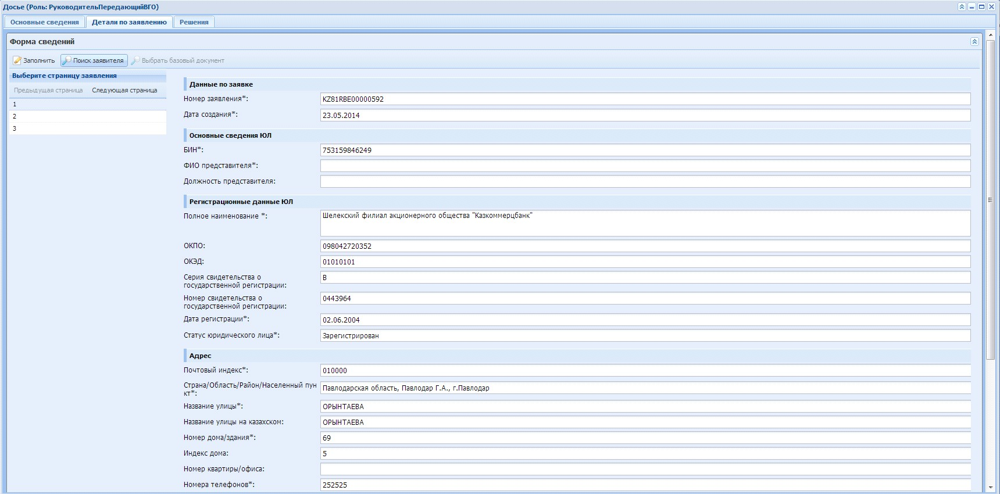 Досье (Роль: РуководительПередающийВГО)
Основные сведения Детали по заявлению Решения
Форма сведений
Заполнить Поиск заявителя Выбрать базовый документ
Выберите страницу заявления
Предыдущая страница Следующая страница
1
2
3
Данные по заявке
Номер заявления*: KZ81RBE00000592
Дата создания*: 23.05.2014
Основные сведения ЮЛ
БИН*: 753159846249
ФИО представителя*:
Должность представителя:
Регистрационные данные ЮЛ
Полное наименование *: Шелекский филиал акционерного общества "Казкоммерцбанк"
ОКПО: 098042720352
ОКЭД: 01010101
Серия свидетельства о
государственной регистрации: В
Номер свидетельства о
государственной регистрации: 0443964
Дата регистрации*: 02.06.2004
Статус юридического лица*: Зарегистрирован
Адрес
Почтовый индекс*: 010000
Страна/Область/Район/Населенный пун
кт*: Павлодарская область, Павлодар Г.А., г.Павлодар
Название улицы*: ОРЫНТАЕВА
Название улицы на казахском: ОРЫНТАЕВА
Номер дома/здания*: 69
Индекс дома: 5
Номер квартиры/офиса:
Номера телефонов*: 252525